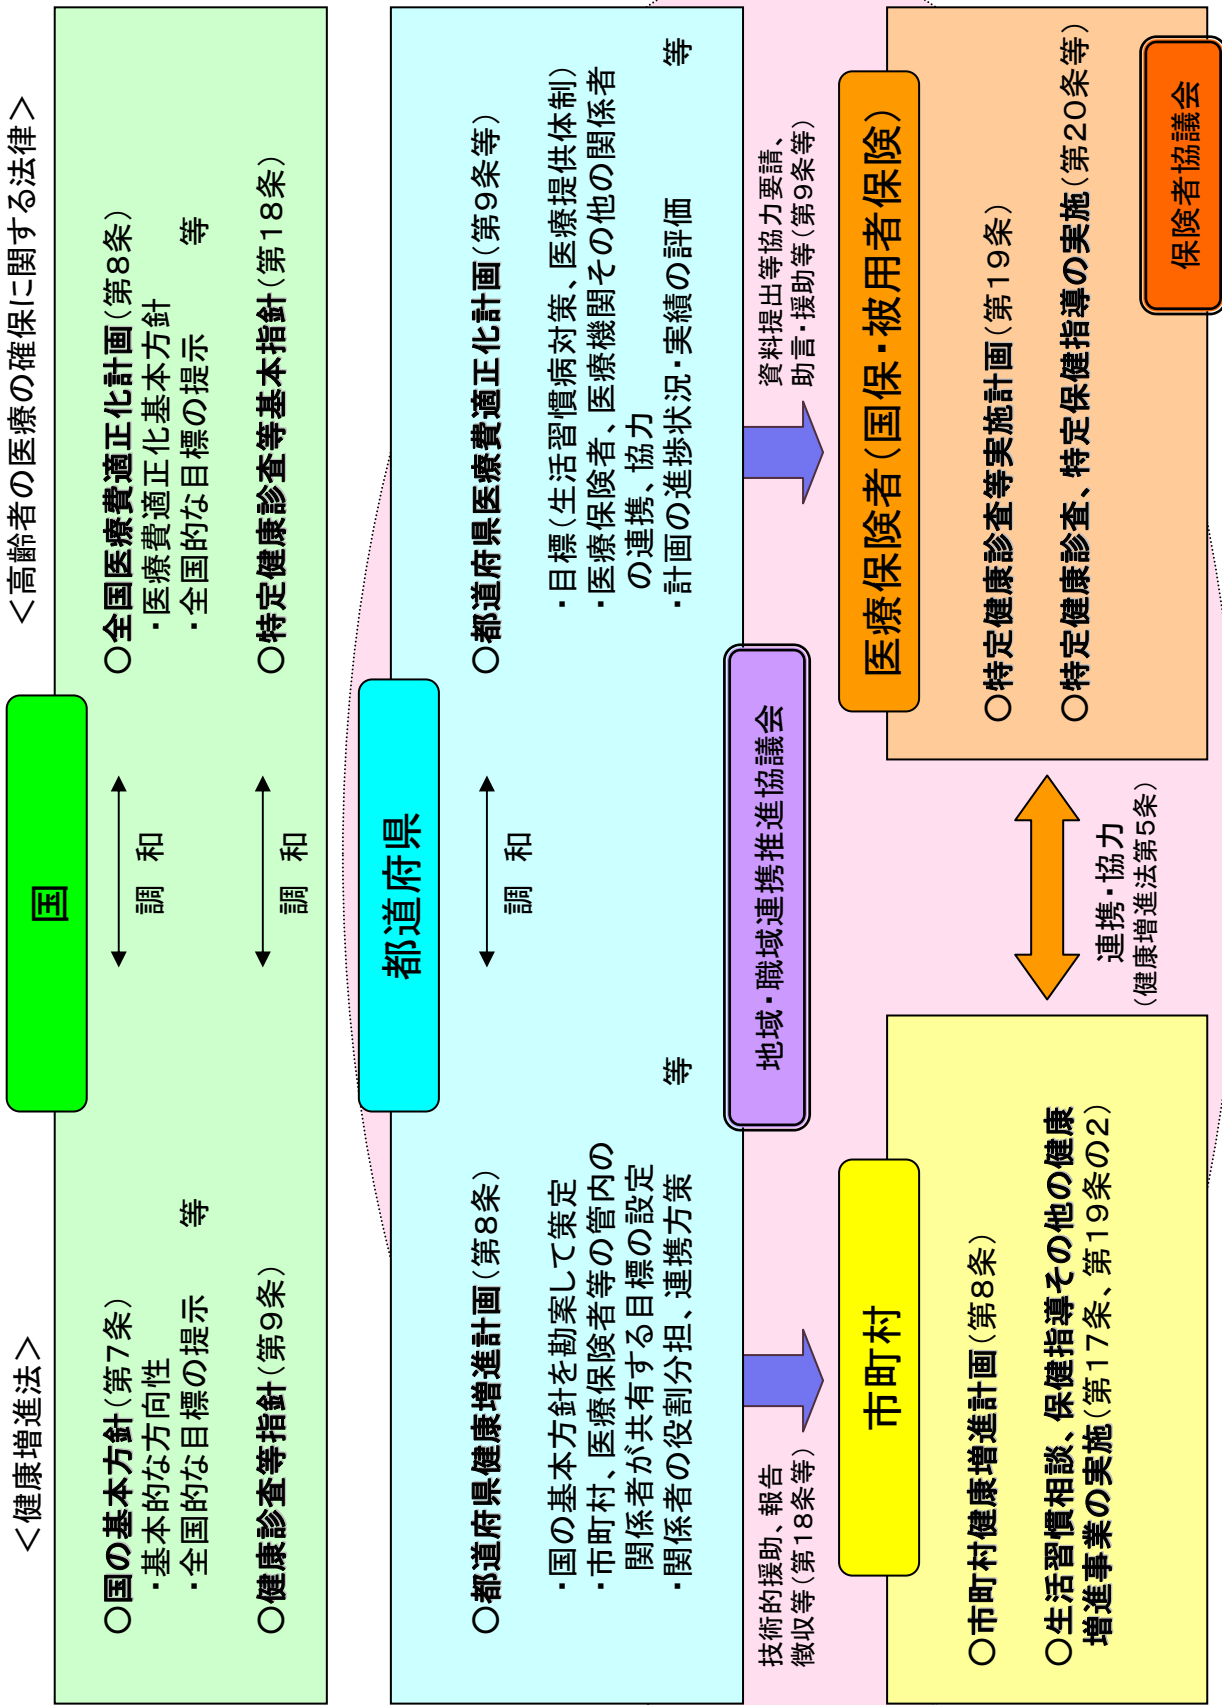 ＜健康増進法＞
＜高齢者の医療の確保に関する法律＞
国
○国の基本方針(第7条)
・基本的な方向性
・全国的な目標の提示　等
○健康診査等指針(第9条)
調　和
調　和
○全国医療費適正化計画(第8条)
・医療費適正化基本方針
・全国的な目標の提示　等
○特定健康診査等基本指針(第18条)
都道府県
○都道府県健康増進計画(第8条)
・国の基本方針を勘案して策定
・市町村、医療保険者等の管内の
関係者が共有する目標の設定
・関係者の役割分担、連携方策　等
調　和
○都道府県医療費適正化計画(第9条等)
・目標(生活習慣病対策、医療提供体制)
・医療保険者、医療機関その他の関係者
の連携、協力
・計画の進捗状況・実績の評価　等
地域・職域連携推進協議会
技術的援助、報告
徴収等(第18条等)
資料提出等協力要請、
助言・援助等(第9条等)
市町村
○市町村健康増進計画(第8条)
○生活習慣相談、保健指導その他の健康
増進事業の実施(第17条、第19条の2)
連携・協力
(健康増進法第5条)
医療保険者(国保・被用者保険)
○特定健康診査等実施計画(第19条)
○特定健康診査、特定保健指導の実施(第20条等)
保険者協議会